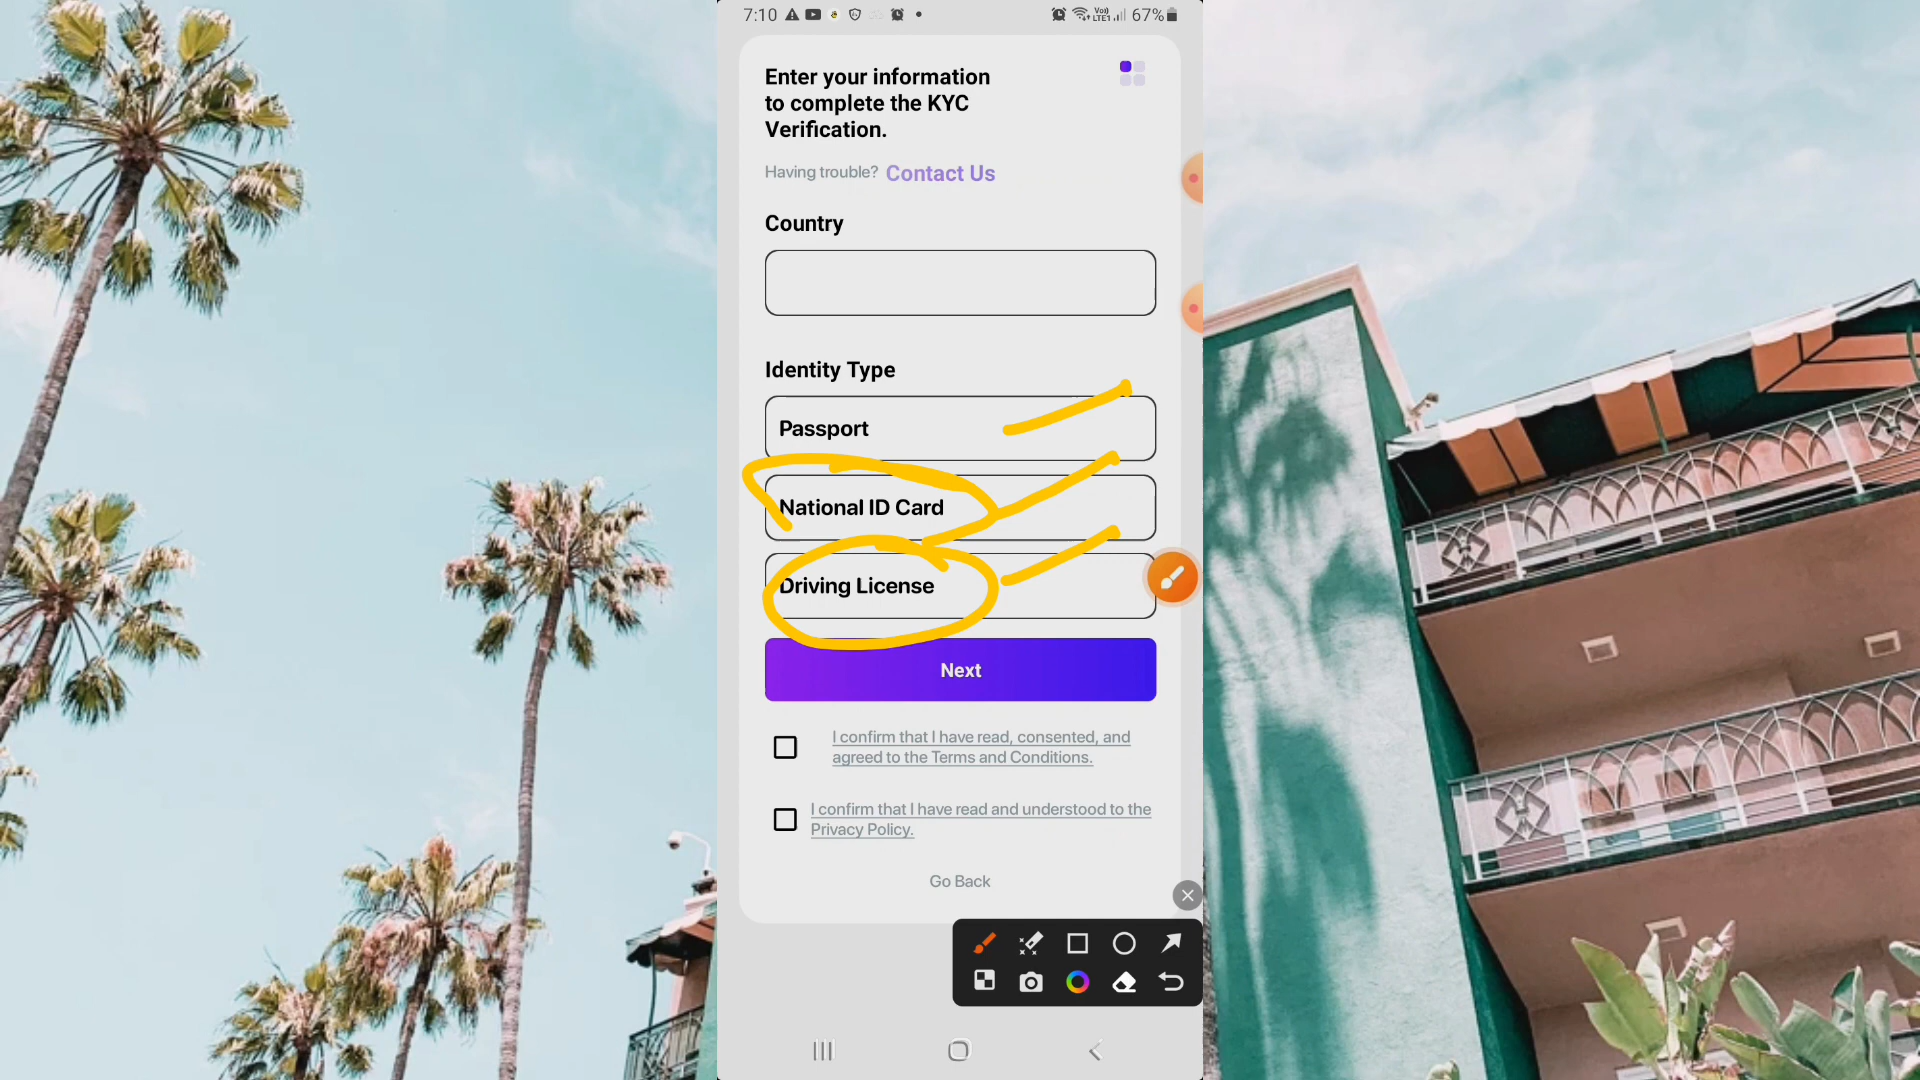 7:10
Voi)
LTE1
67%
Enter your information
to complete the KYC
Verification.
Having trouble? Contact Us
Country
Identity Type
Passport
National ID Card
Driving License
Next
I confirm that I have read, consented, and
agreed to the Terms and Conditions.
I confirm that I have read and understood to the
Privacy Policy.
Go Back